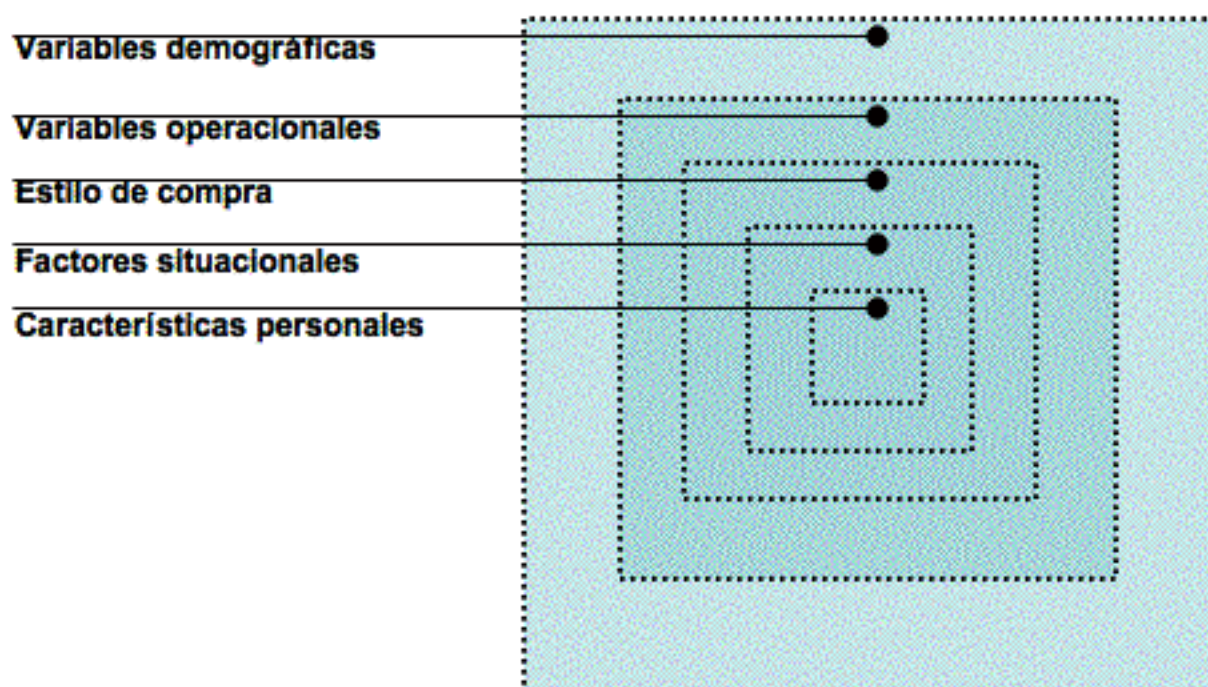 Variables demográficas
Variables operacionales
Estilo de compra
Factores situacionales
Características personales